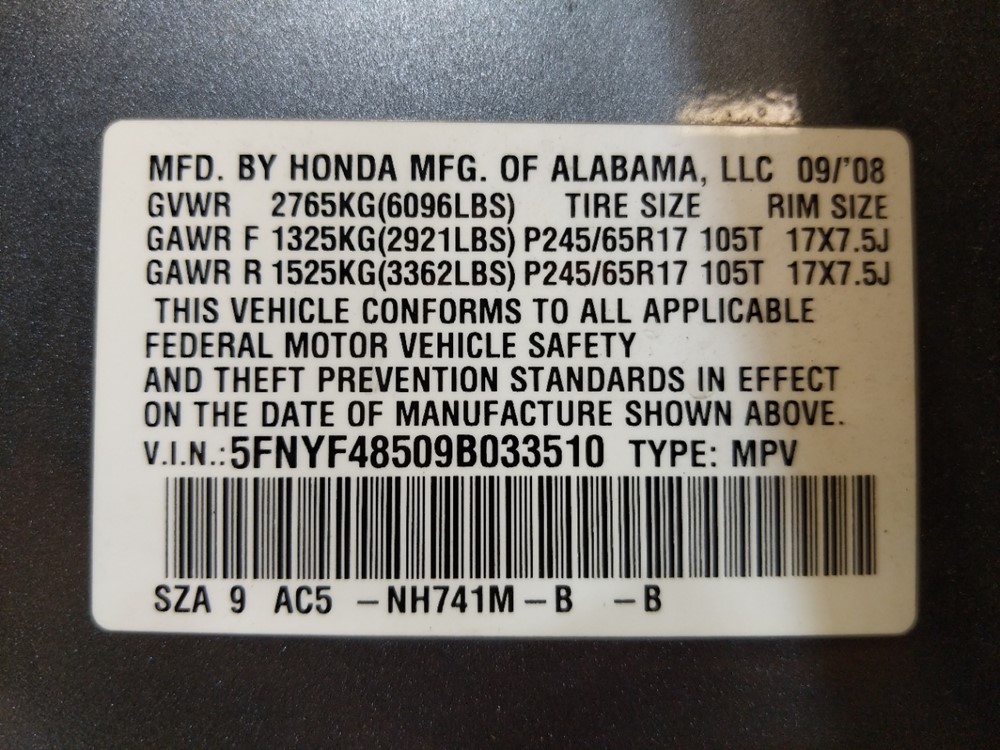 MFD. BY HONDA MFG. OF ALABAMA, LLC 09/'08
GVWR 2765KG(6096LBS) TIRE SIZE RIM SIZE
GAWR F 1325KG(2921LBS) P245/65R17 105T 17X7.5J
GAWR R 1525KG(3362LBS) P245/65R17 105T 17X7.5J
THIS VEHICLE CONFORMS TO ALL APPLICABLE
FEDERAL MOTOR VEHICLE SAFETY
AND THEFT PREVENTION STANDARDS IN EFFECT
ON THE DATE OF MANUFACTURE SHOWN ABOVE.
V.I.N.: 5FNYF48509B033510 TYPE: MPV
SZA 9 AC5 – NH741M – B – B